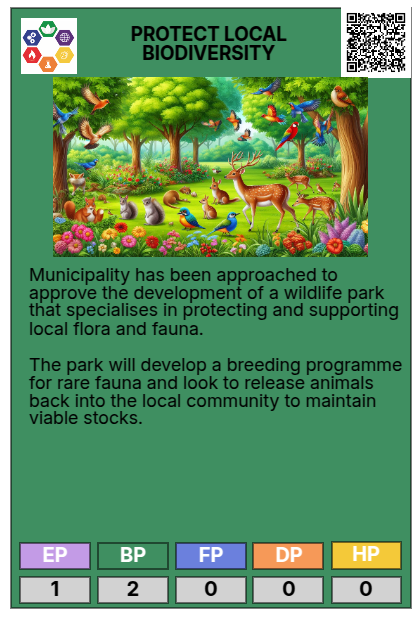 PROTECT LOCAL
BIODIVERSITY
Municipality has been approached to
approve the development of a wildlife park
that specialises in protecting and supporting
local flora and fauna.
The park will develop a breeding programme
for rare fauna and look to release animals
back into the local community to maintain
viable stocks.
EP BP FP DP HP
1 2 0 0 0